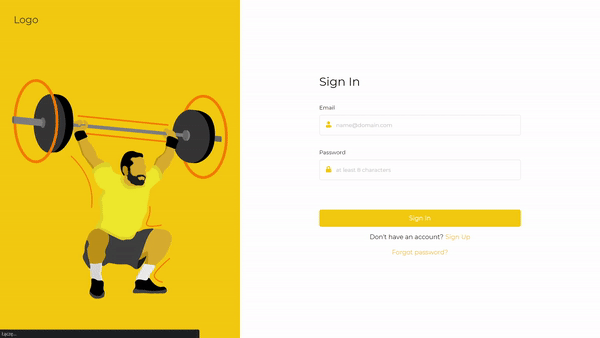 Logo
Sign In
Email
name@domain.com
Password
at least 8 characters
Sign In
Don't have an account? Sign Up
Forgot password?